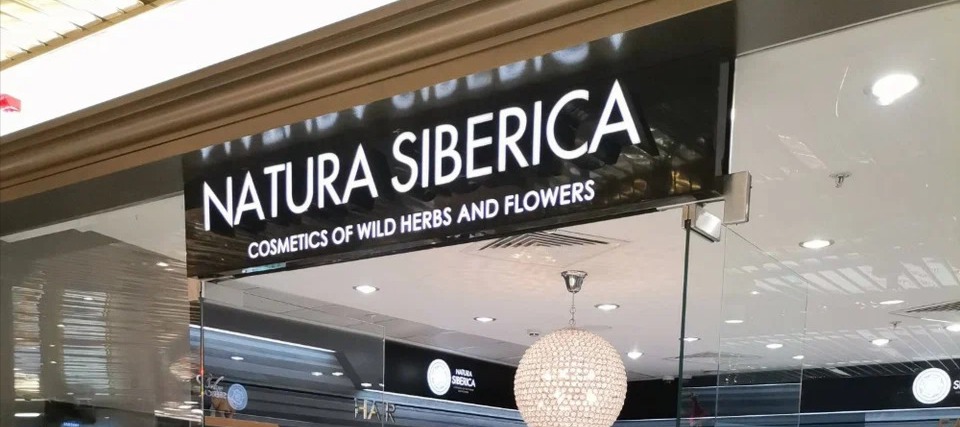 NATURA SIBERICA
COSMETICS OF WILD HERBS AND FLOWERS
NATURA
SIBERICA
HAIR